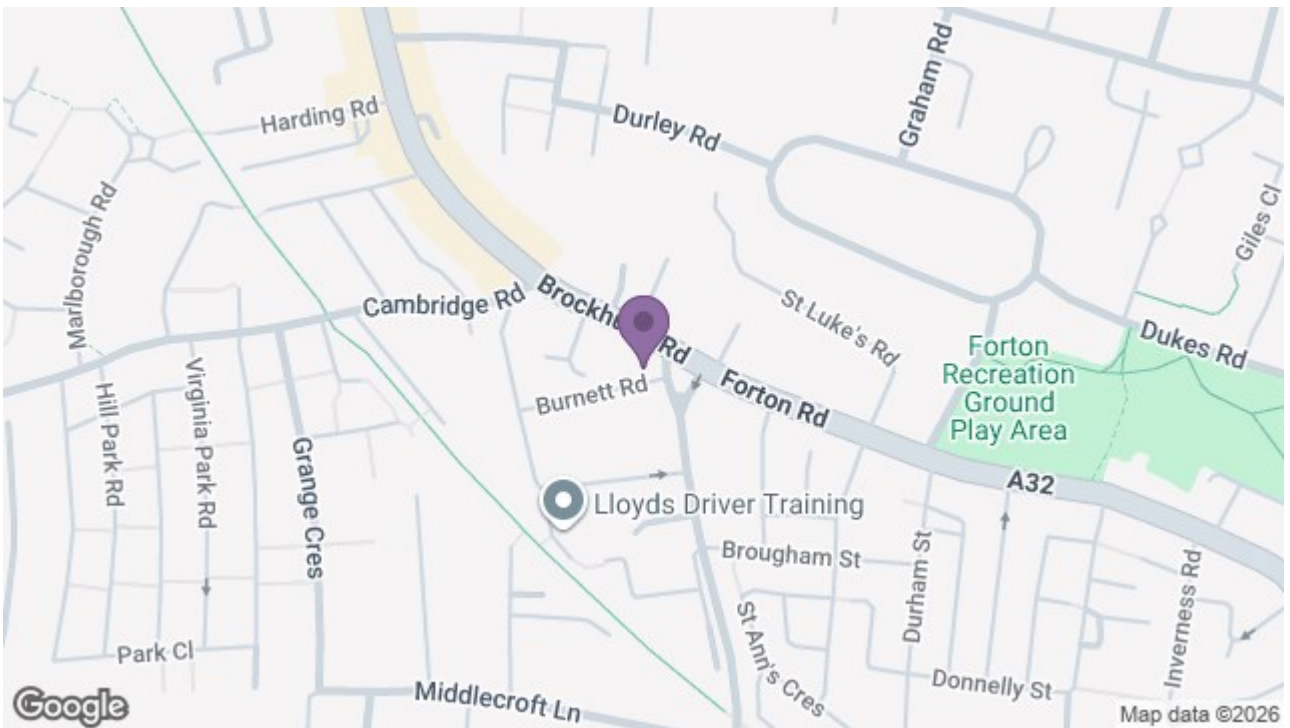 Graham Rd
Harding Rd
Durley Rd
Giles Cl
Marlborough Rd
Cambridge Rd
Brockhu
Rd
St Luke's Rd
Dukes Rd
Forton
Recreation
Ground
Play Area
Burnett Rd
Forton Rd
Hill Park Rd
Virginia Park Rd
Grange Cres
A32
Lloyds Driver Training
Brougham St
Durham St
Inverness Rd
St Ann's Cres
Park Cl
Donnelly St
Middlecroft Ln
Google
Map data ©2026